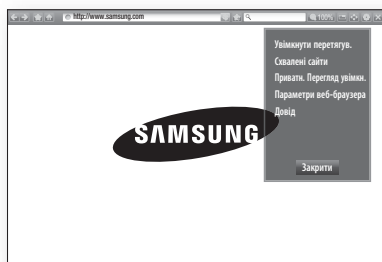 http://www.samsung.com
100%
Увімкнути перетягув.
Схвалені сайти
Приватн. Перегляд увімкн.
Параметри веб-браузера
Довід
SAMSUNG
Закрити